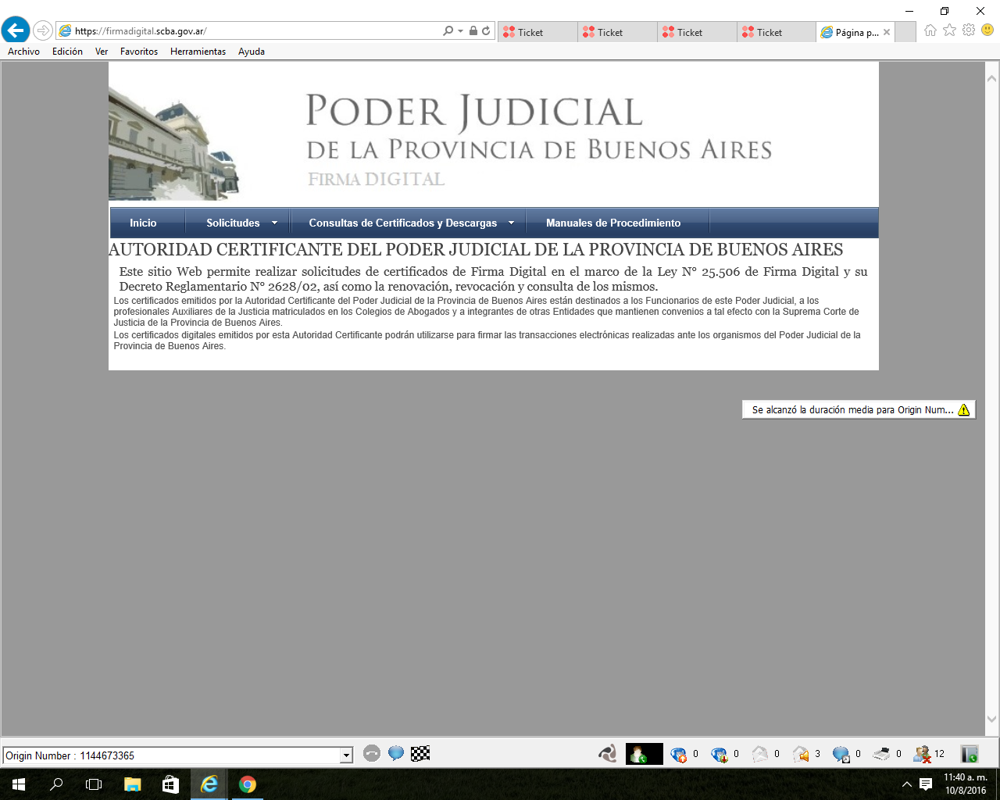 https://firmadigital.scba.gov.ar/
Ticket
Ticket
Ticket
Ticket
Página p...
Archivo Edición Ver Favoritos Herramientas Ayuda
PODER JUDICIAL
DE LA PROVINCIA DE BUENOS AIRES
FIRMA DIGITAL
Inicio Solicitudes Consultas de Certificados y Descargas Manuales de Procedimiento
AUTORIDAD CERTIFICANTE DEL PODER JUDICIAL DE LA PROVINCIA DE BUENOS AIRES
Este sitio Web permite realizar solicitudes de certificados de Firma Digital en el marco de la Ley N° 25.506 de Firma Digital y su
Decreto Reglamentario N° 2628/02, así como la renovación, revocación y consulta de los mismos.
Los certificados emitidos por la Autoridad Certificante del Poder Judicial de la Provincia de Buenos Aires están destinados a los Funcionarios de este Poder Judicial, a los
profesionales Auxiliares de la Justicia matriculados en los Colegios de Abogados y a integrantes de otras Entidades que mantienen convenios a tal efecto con la Suprema Corte de
Justicia de la Provincia de Buenos Aires.
Los certificados digitales emitidos por esta Autoridad Certificante podrán utilizarse para firmar las transacciones electrónicas realizadas ante los organismos del Poder Judicial de la
Provincia de Buenos Aires.
Se alcanzó la duración media para Origin Num...
Origin Number : 1144673365
0 0 0 3 0 0 12
11:40 a. m.
10/8/2016